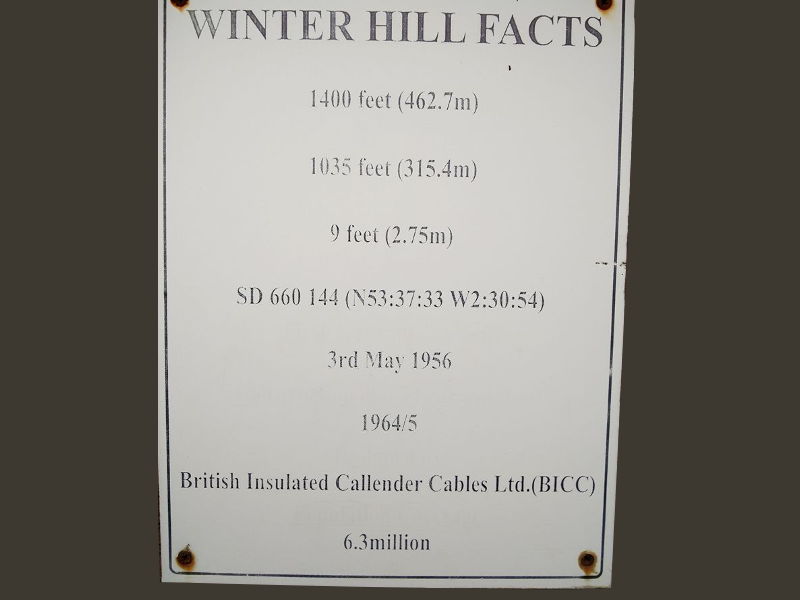 WINTER HILL FACTS
1400 feet (462.7m)
1035 feet (315.4m)
9 feet (2.75m)
SD 660 144 (N53:37:33 W2:30:54)
3rd May 1956
1964/5
British Insulated Callender Cables Ltd.(BICC)
6.3million